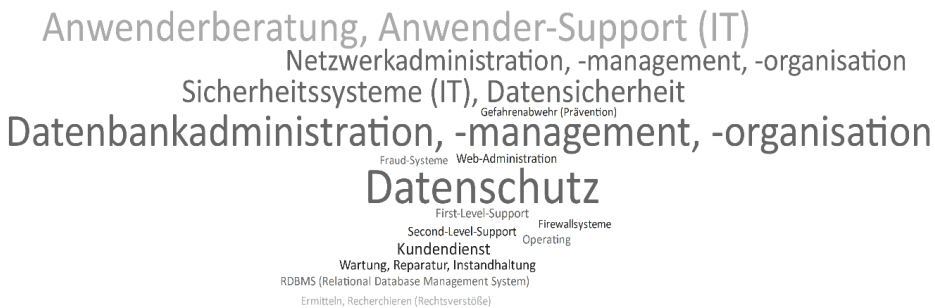 Anwenderberatung, Anwender-Support (IT)
Netzwerkadministration, -management, -organisation
Sicherheitssysteme (IT), Datensicherheit
Gefahrenabwehr (Prävention)
Datenbankadministration, -management, -organisation
Fraud-Systeme Web-Administration
Datenschutz
First-Level-Support
Firewallsysteme
Second-Level-Support
Operating
Kundendienst
Wartung, Reparatur, Instandhaltung
RDBMS (Relational Database Management System)
Ermitteln, Recherchieren (Rechtsverstöße)